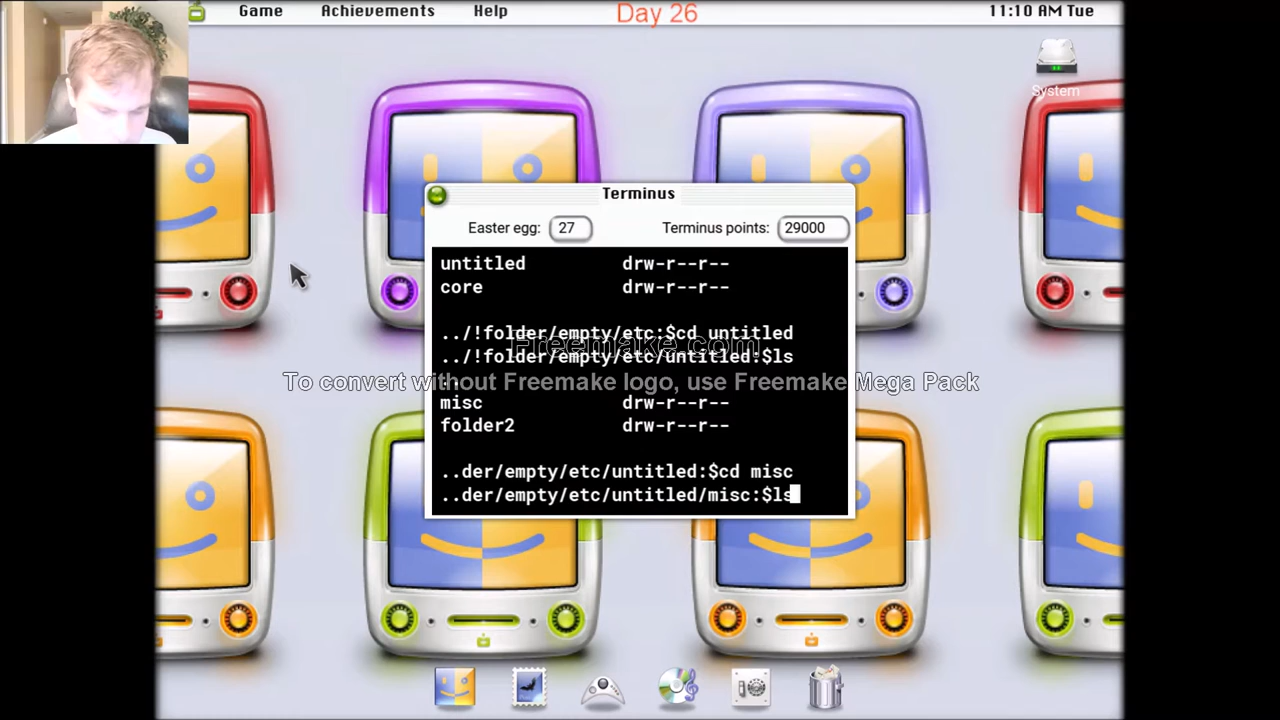 Game Achievements Help Day 26 11:10 AM Tue
System
Terminus
Easter egg: 27 Terminus points: 29000
untitled drw-r--r--
core drw-r--r--
../!folder/empty/etc:$cd untitled
../!folder/empty/etc/untitled:$ls
Freemake.com
To convert without Freemake logo, use Freemake Mega Pack
..
misc drw-r--r--
folder2 drw-r--r--
..der/empty/etc/untitled:$cd misc
..der/empty/etc/untitled/misc:$ls